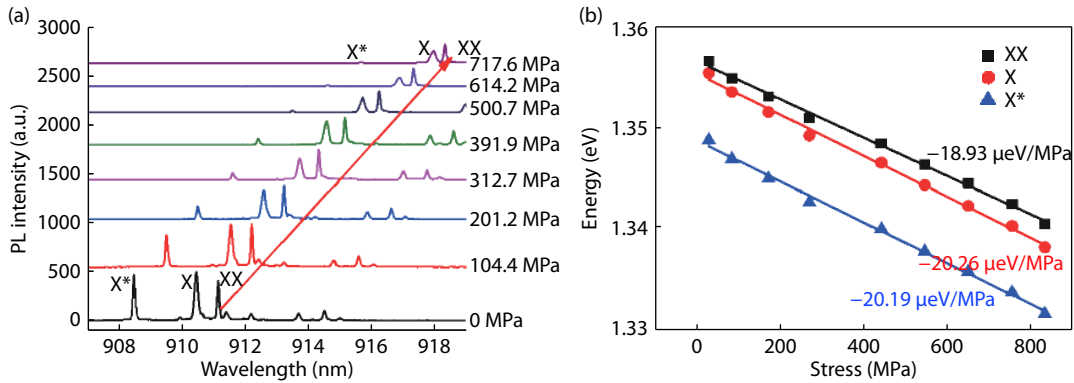 (a)
3000
2500
2000
1500
1000
500
0
PL intensity (a.u.)
X* X XX
717.6 MPa
614.2 MPa
500.7 MPa
391.9 MPa
312.7 MPa
201.2 MPa
104.4 MPa
X* X XX
0 MPa
908 910 912 914 916 918
Wavelength (nm)
(b)
1.36
1.35
1.34
1.33
Energy (eV)
XX
X
X*
−18.93 μeV/MPa
−20.26 μeV/MPa
−20.19 μeV/MPa
0 200 400 600 800
Stress (MPa)